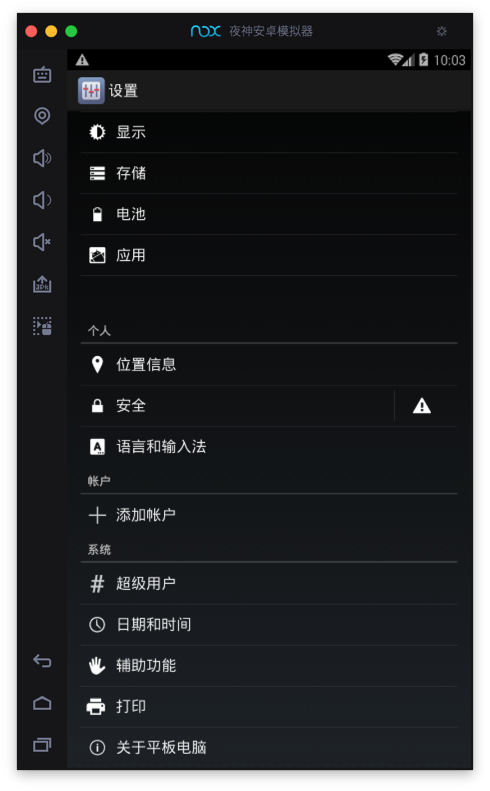 nox 夜神安卓模拟器
10:03
设置
显示
存储
电池
应用
个人
位置信息
安全
语言和输入法
帐户
添加帐户
系统
超级用户
日期和时间
辅助功能
打印
关于平板电脑